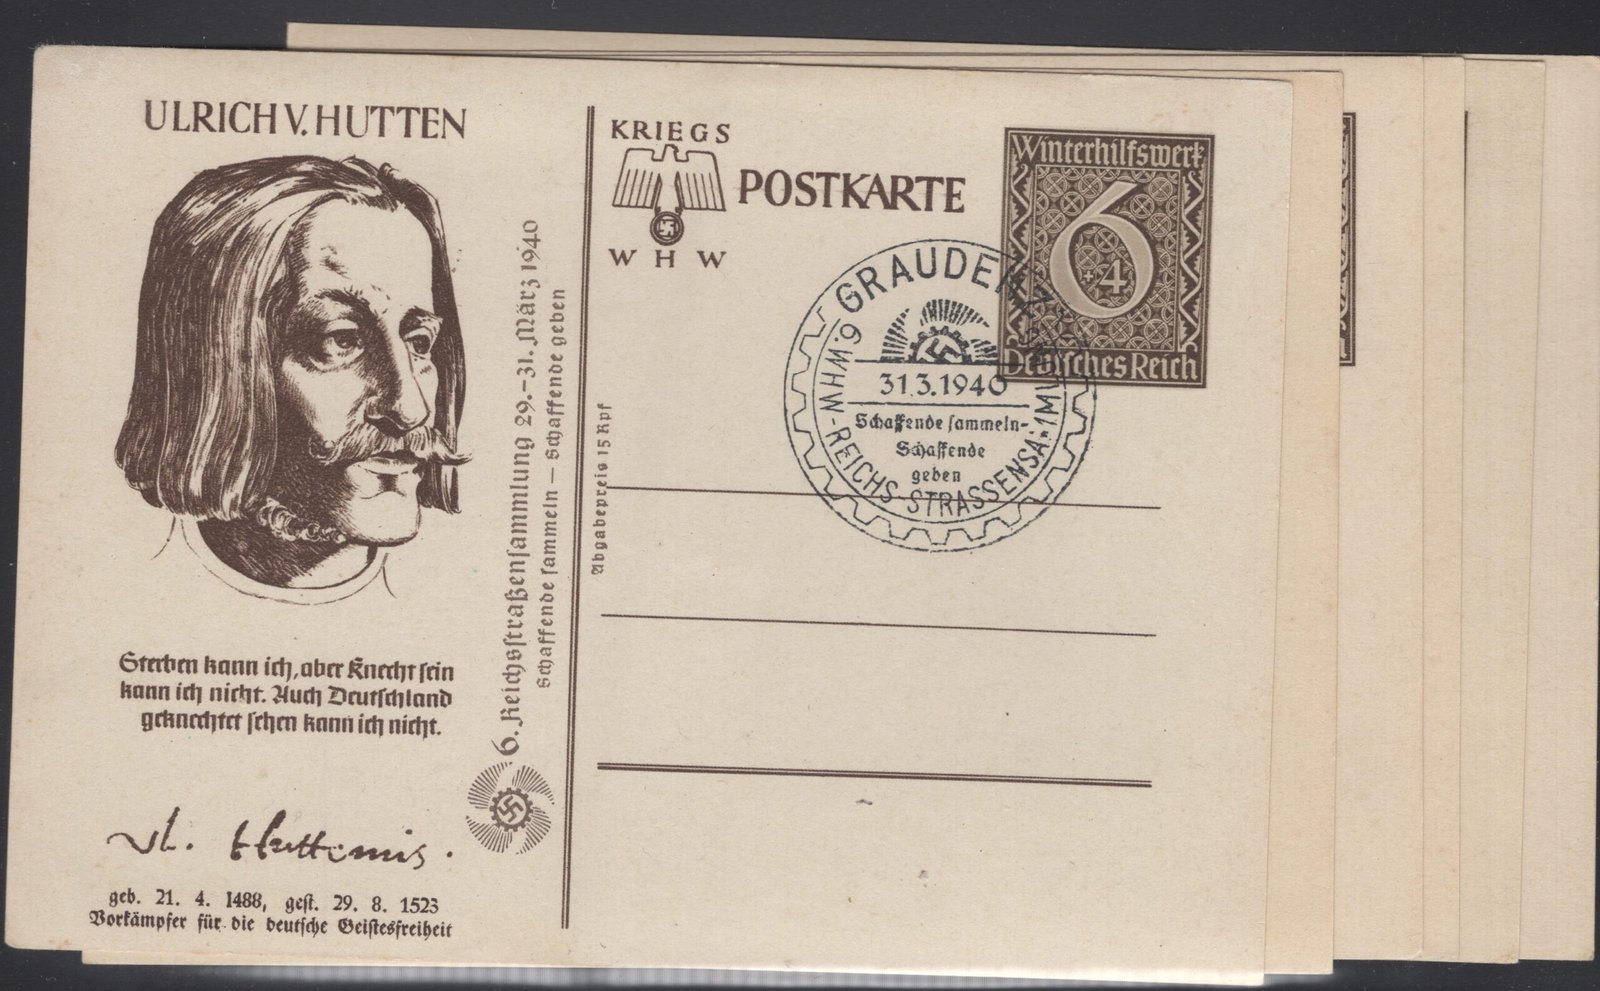 ULRICH V. HUTTEN
Sterben kann ich, aber Knecht sein
kann ich nicht. Auch Deutschland
geknechtet sehen kann ich nicht.
geb. 21. 4. 1488, gest. 29. 8. 1523
Vorkämpfer für die deutsche Geistesfreiheit
6. Reichsstraßensammlung 29.-31. März 1940
Schaffende sammeln – Schaffende geben
Abgabepreis 15 Rpf
KRIEGS
POSTKARTE
W H W
Winterhilfswerk
6
+4
Deutsches Reich
GRAUDENZ
31.3.1940
Schaffende sammeln-
Schaffende
geben
6.WHW-REICHS-STRASSENSA